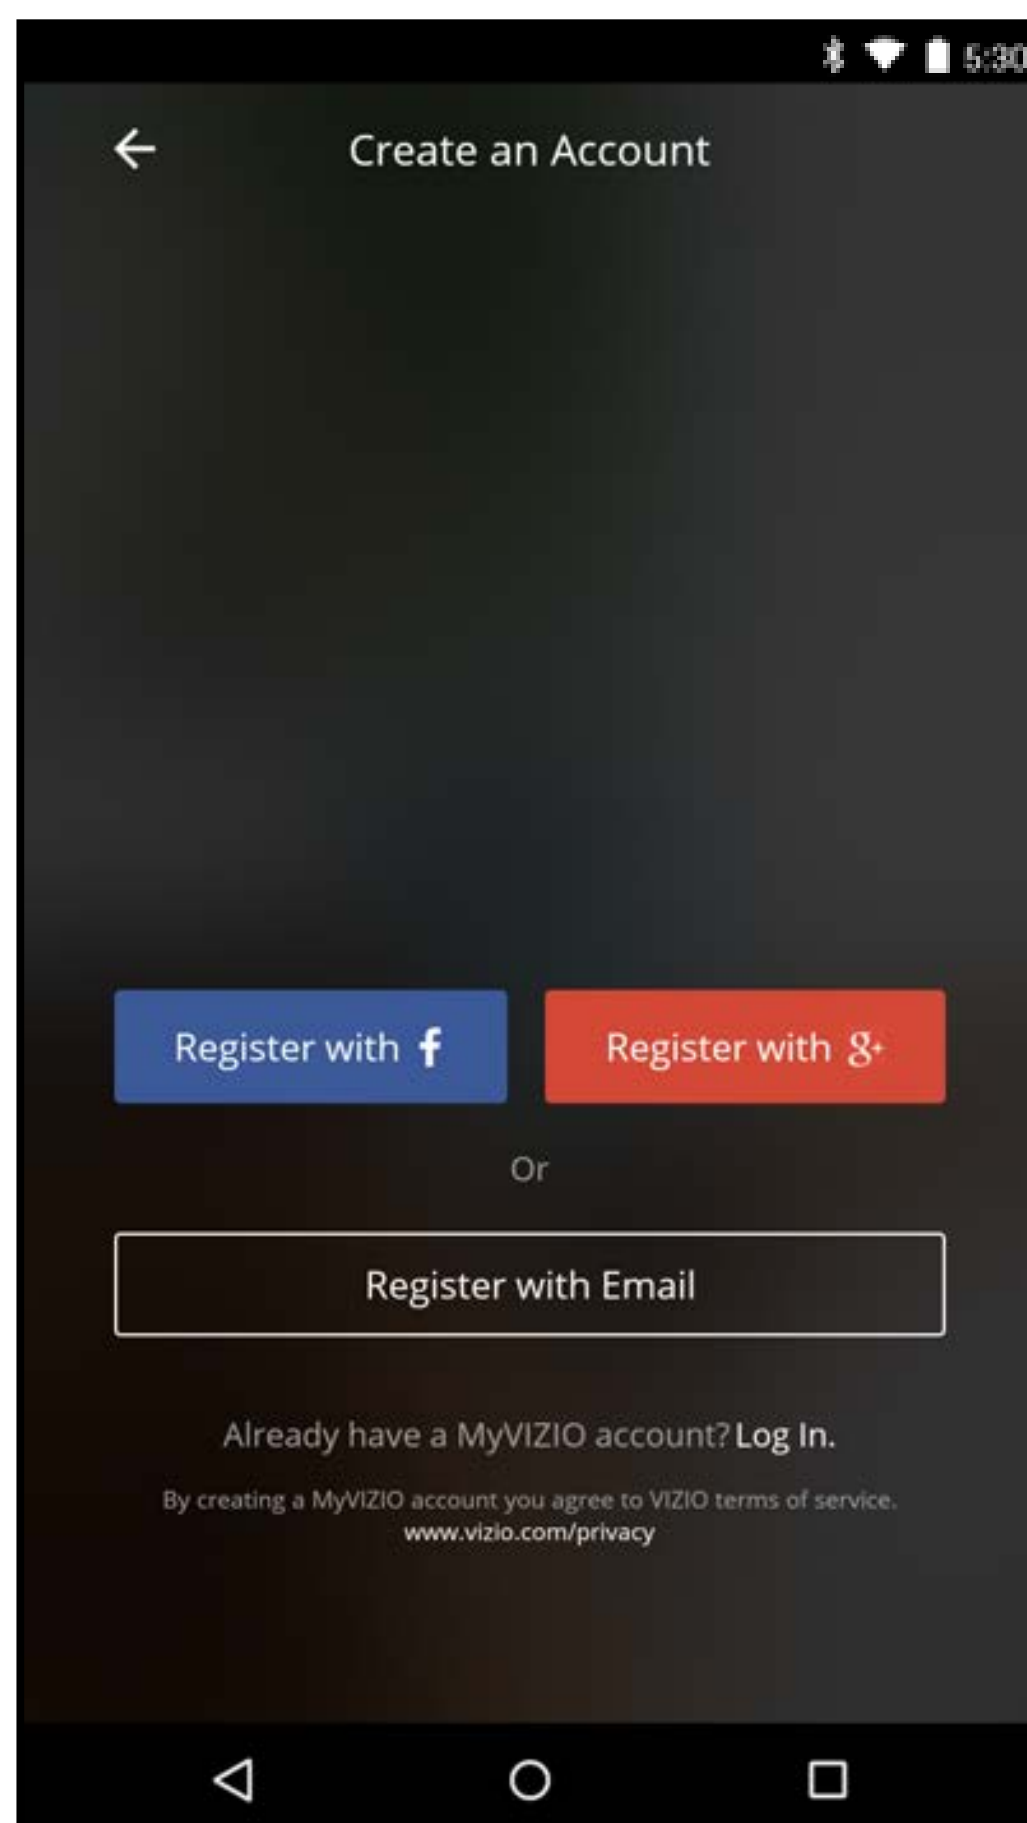 5:30
Create an Account
Register with f
Register with g+
Or
Register with Email
Already have a MyVIZIO account? Log In.
By creating a MyVIZIO account you agree to VIZIO terms of service.
www.vizio.com/privacy